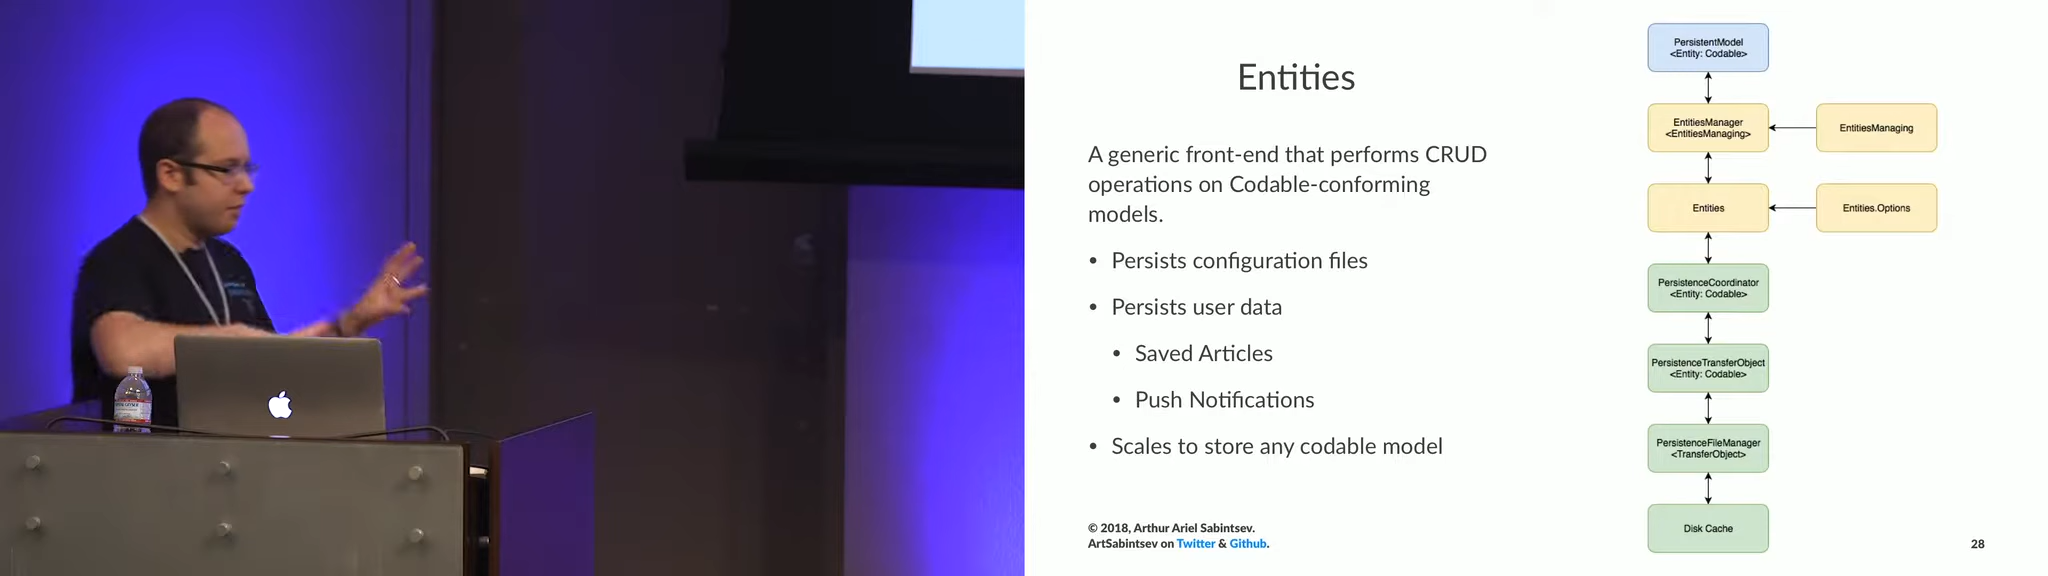 Entities
A generic front-end that performs CRUD
operations on Codable-conforming
models.
• Persists configuration files
• Persists user data
• Saved Articles
• Push Notifications
• Scales to store any codable model
© 2018, Arthur Ariel Sabintsev.
ArtSabintsev on Twitter & Github.
PersistentModel
<Entity: Codable>
EntitiesManager
<EntitiesManaging>
EntitiesManaging
Entities
Entities.Options
PersistenceCoordinator
<Entity: Codable>
PersistenceTransferObject
<Entity: Codable>
PersistenceFileManager
<TransferObject>
Disk Cache
28